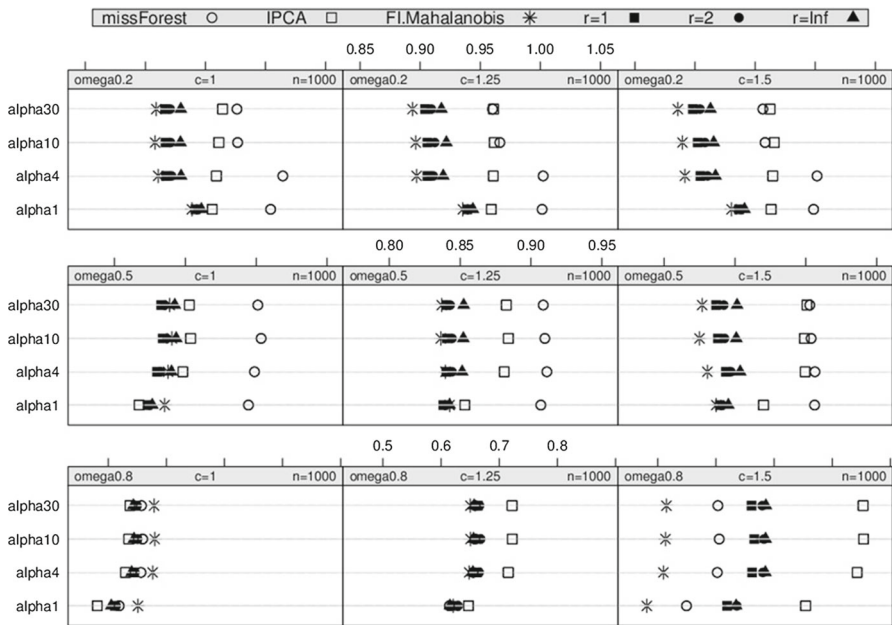 missForest IPCA FI.Mahalanobis r=1 r=2 r=Inf
0.85 0.90 0.95 1.00 1.05
omega0.2 c=1 n=1000 omega0.2 c=1.25 n=1000 omega0.2 c=1.5 n=1000
alpha30
alpha10
alpha4
alpha1
0.80 0.85 0.90 0.95
omega0.5 c=1 n=1000 omega0.5 c=1.25 n=1000 omega0.5 c=1.5 n=1000
alpha30
alpha10
alpha4
alpha1
0.5 0.6 0.7 0.8
omega0.8 c=1 n=1000 omega0.8 c=1.25 n=1000 omega0.8 c=1.5 n=1000
alpha30
alpha10
alpha4
alpha1